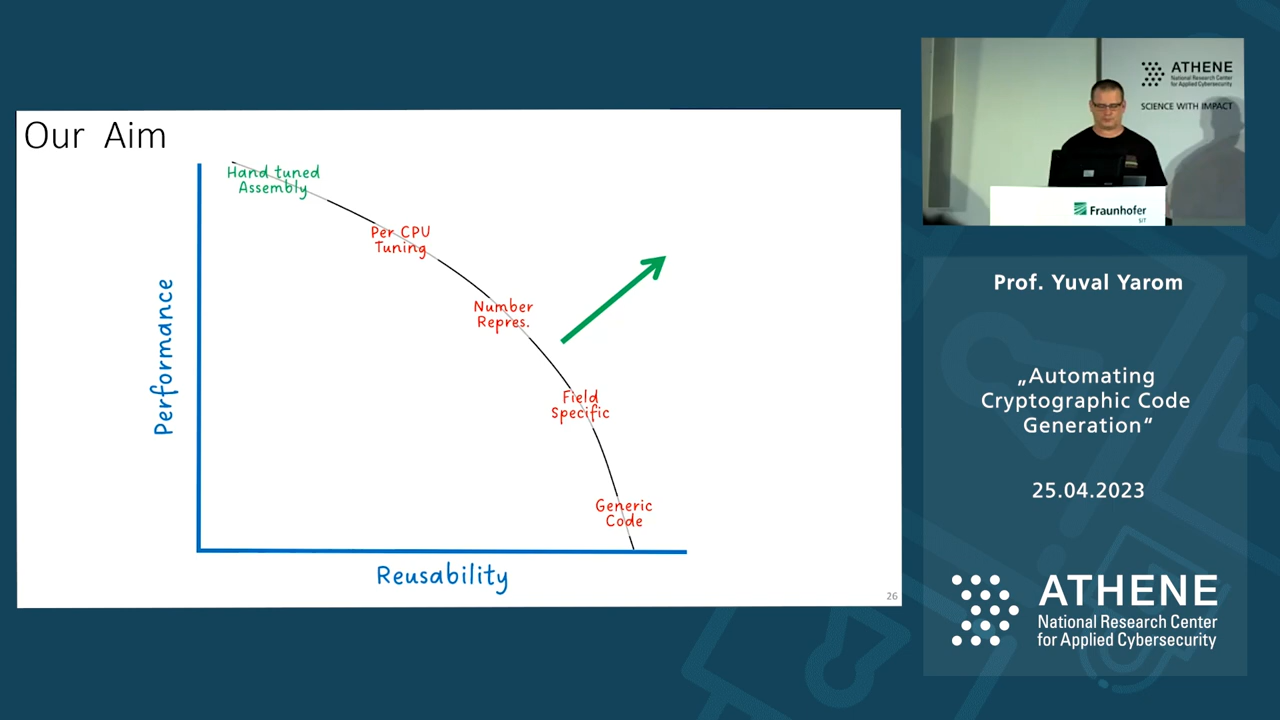 Our Aim
Hand tuned
Assembly
Per CPU
Tuning
Number
Repres.
Field
Specific
Generic
Code
Performance
Reusability
26
ATHENE
National Research Center
for Applied Cybersecurity
SCIENCE WITH IMPACT
Fraunhofer
SIT
Prof. Yuval Yarom
„Automating
Cryptographic Code
Generation“
25.04.2023
ATHENE
National Research Center
for Applied Cybersecurity